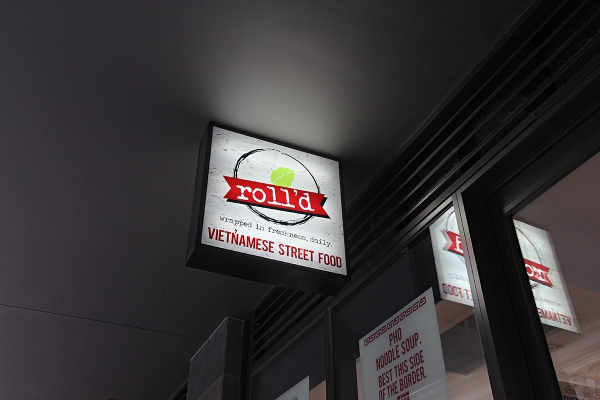 roll'd
wrapped in freshness, daily.
VIETNAMESE STREET FOOD
PHO
NOODLE SOUP.
BEST THIS SIDE
OF THE BORDER.